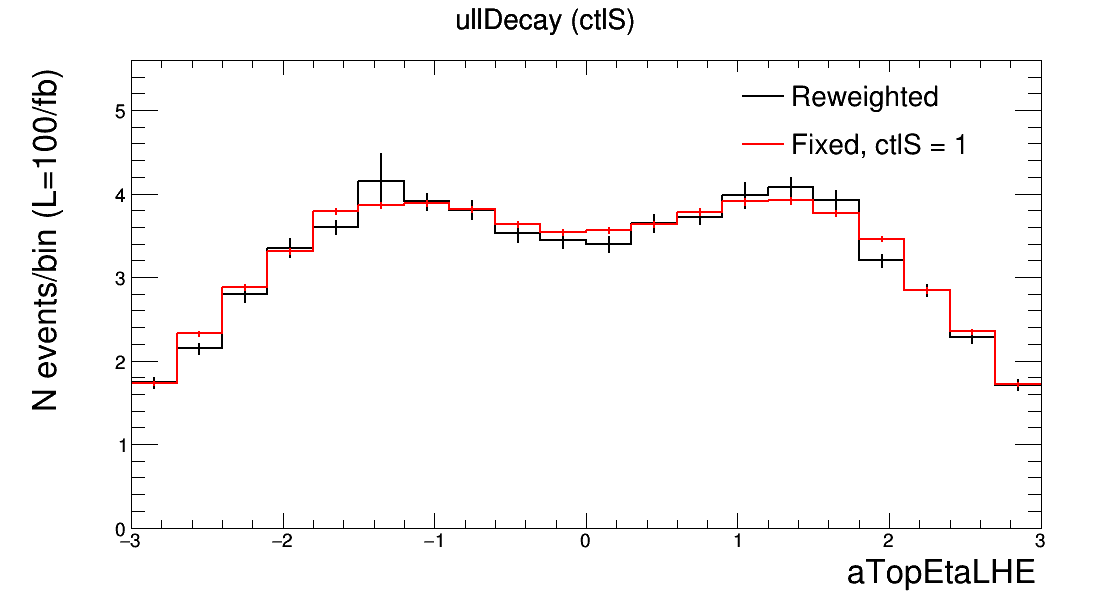 ullDecay (ctlS)
N events/bin (L=100/fb)
Reweighted
Fixed, ctlS = 1
5
4
3
2
1
0
−3 −2 −1 0 1 2 3
aTopEtaLHE